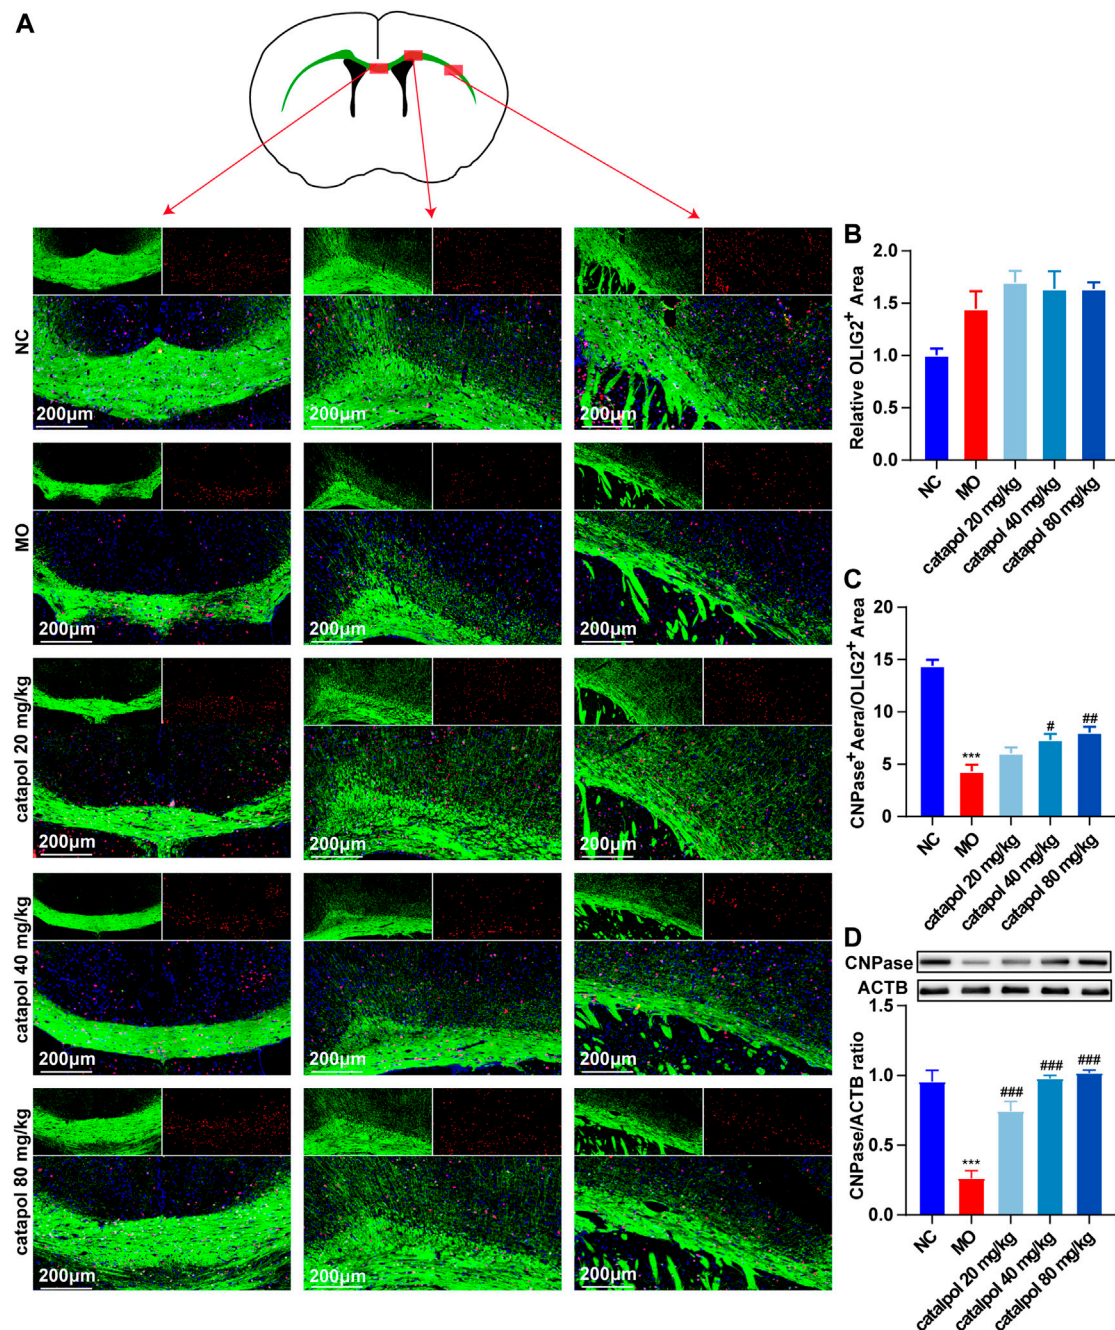 A
NC
200μm
200μm
200μm
MO
200μm
200μm
200μm
catapol 20 mg/kg
200μm
200μm
200μm
catapol 40 mg/kg
200μm
200μm
200μm
catapol 80 mg/kg
200μm
200μm
200μm
B
Relative OLIG2⁺ Area
2.0
1.5
1.0
0.5
0.0
NC
MO
catapol 20 mg/kg
catapol 40 mg/kg
catapol 80 mg/kg
C
CNPase⁺ Aera/OLIG2⁺ Area
20
15
10
5
0
***
#
##
NC
MO
catapol 20 mg/kg
catapol 40 mg/kg
catapol 80 mg/kg
D
CNPase
ACTB
CNPase/ACTB ratio
1.5
1.0
0.5
0.0
***
###
###
###
NC
MO
catalpol 20 mg/kg
catapol 40 mg/kg
catapol 80 mg/kg